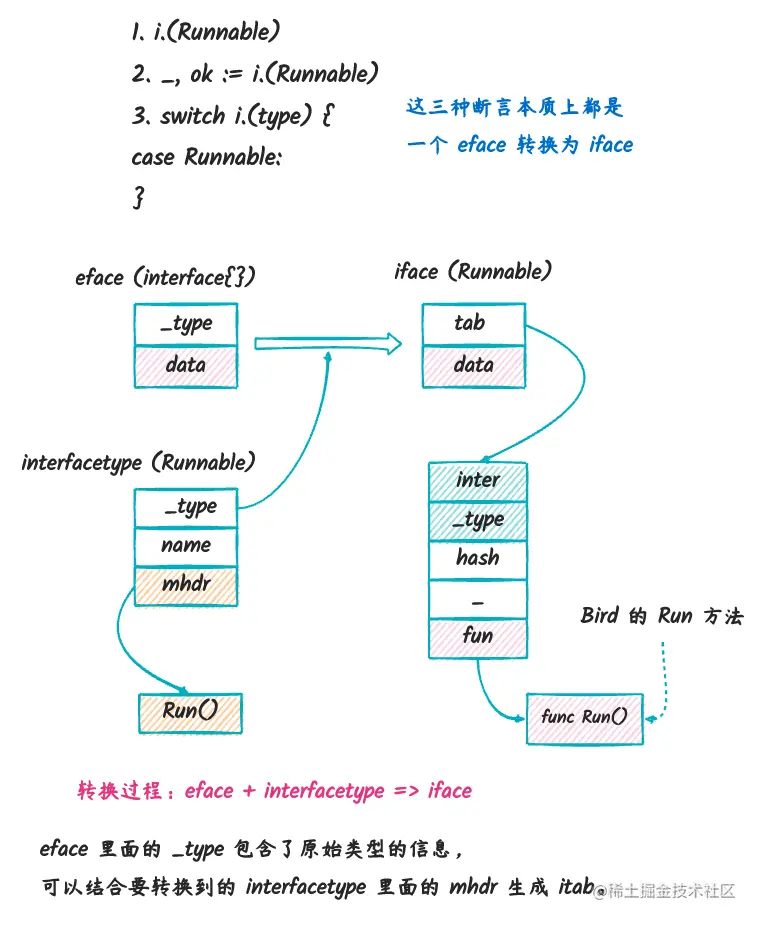 1. i.(Runnable)
2. _, ok := i.(Runnable)
3. switch i.(type) {
case Runnable:
}
这三种断言本质上都是
一个 eface 转换为 iface
eface (interface{})
_type
data
iface (Runnable)
tab
data
interfacetype (Runnable)
_type
name
mhdr
Run()
inter
_type
hash
_
fun
Bird 的 Run 方法
func Run()
转换过程：eface + interfacetype => iface
eface 里面的 _type 包含了原始类型的信息，
可以结合要转换到的 interfacetype 里面的 mhdr 生成 itab。
@稀土掘金技术社区